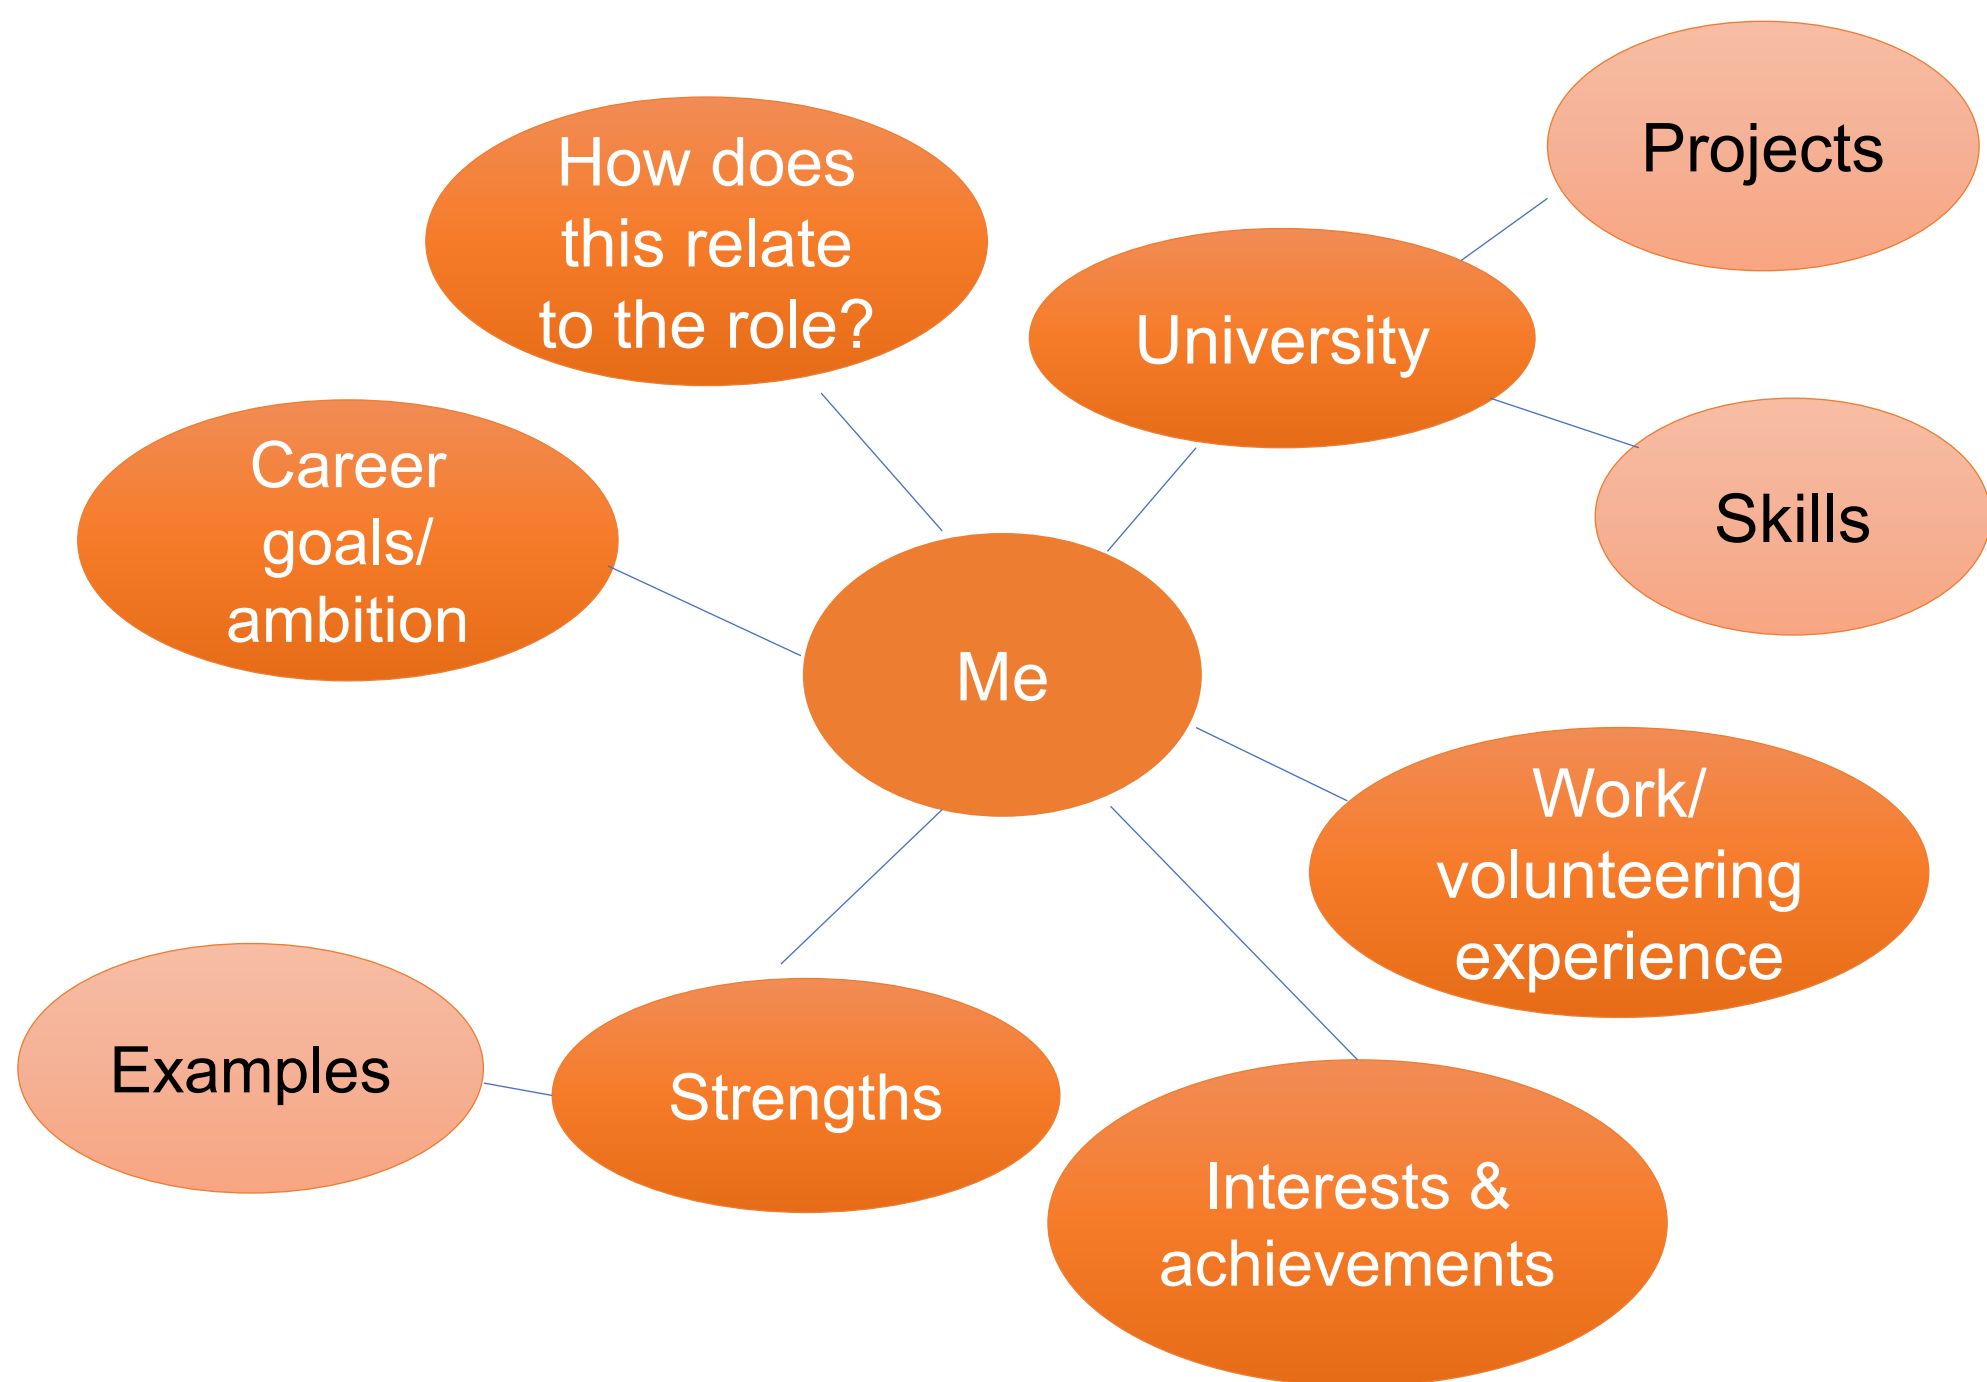 Projects
How does
this relate
to the role?
University
Career
goals/
ambition
Skills
Me
Work/
volunteering
experience
Examples
Strengths
Interests &
achievements